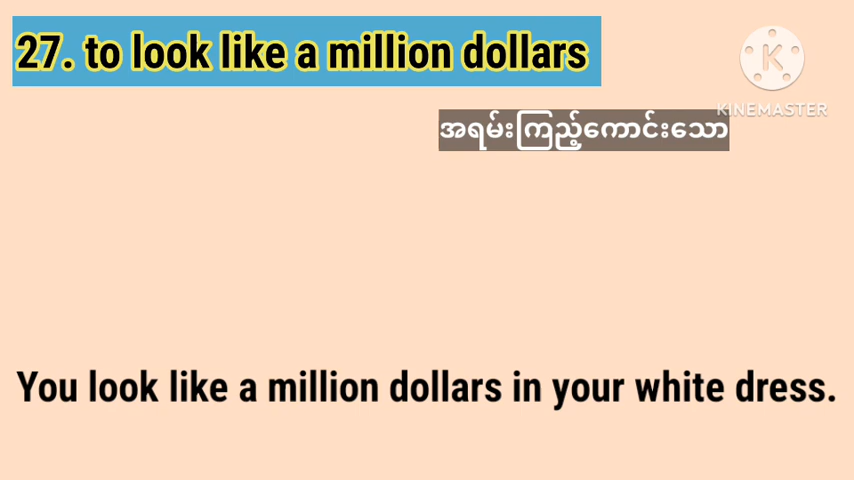 27. to look like a million dollars
KINEMASTER
အရမ်းကြည့်ကောင်းသော
You look like a million dollars in your white dress.